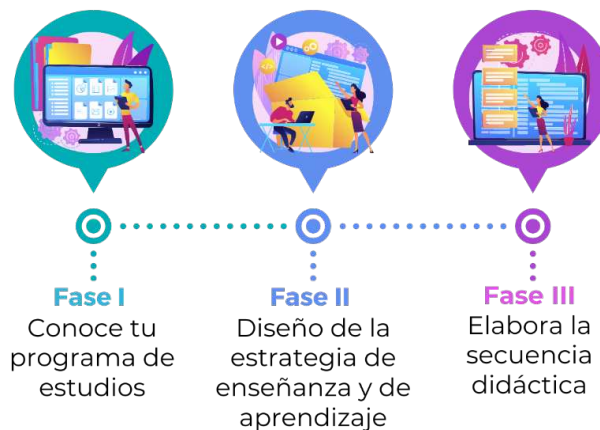 Fase I
Conoce tu
programa de
estudios
Fase II
Diseño de la
estrategia de
enseñanza y de
aprendizaje
Fase III
Elabora la
secuencia
didáctica